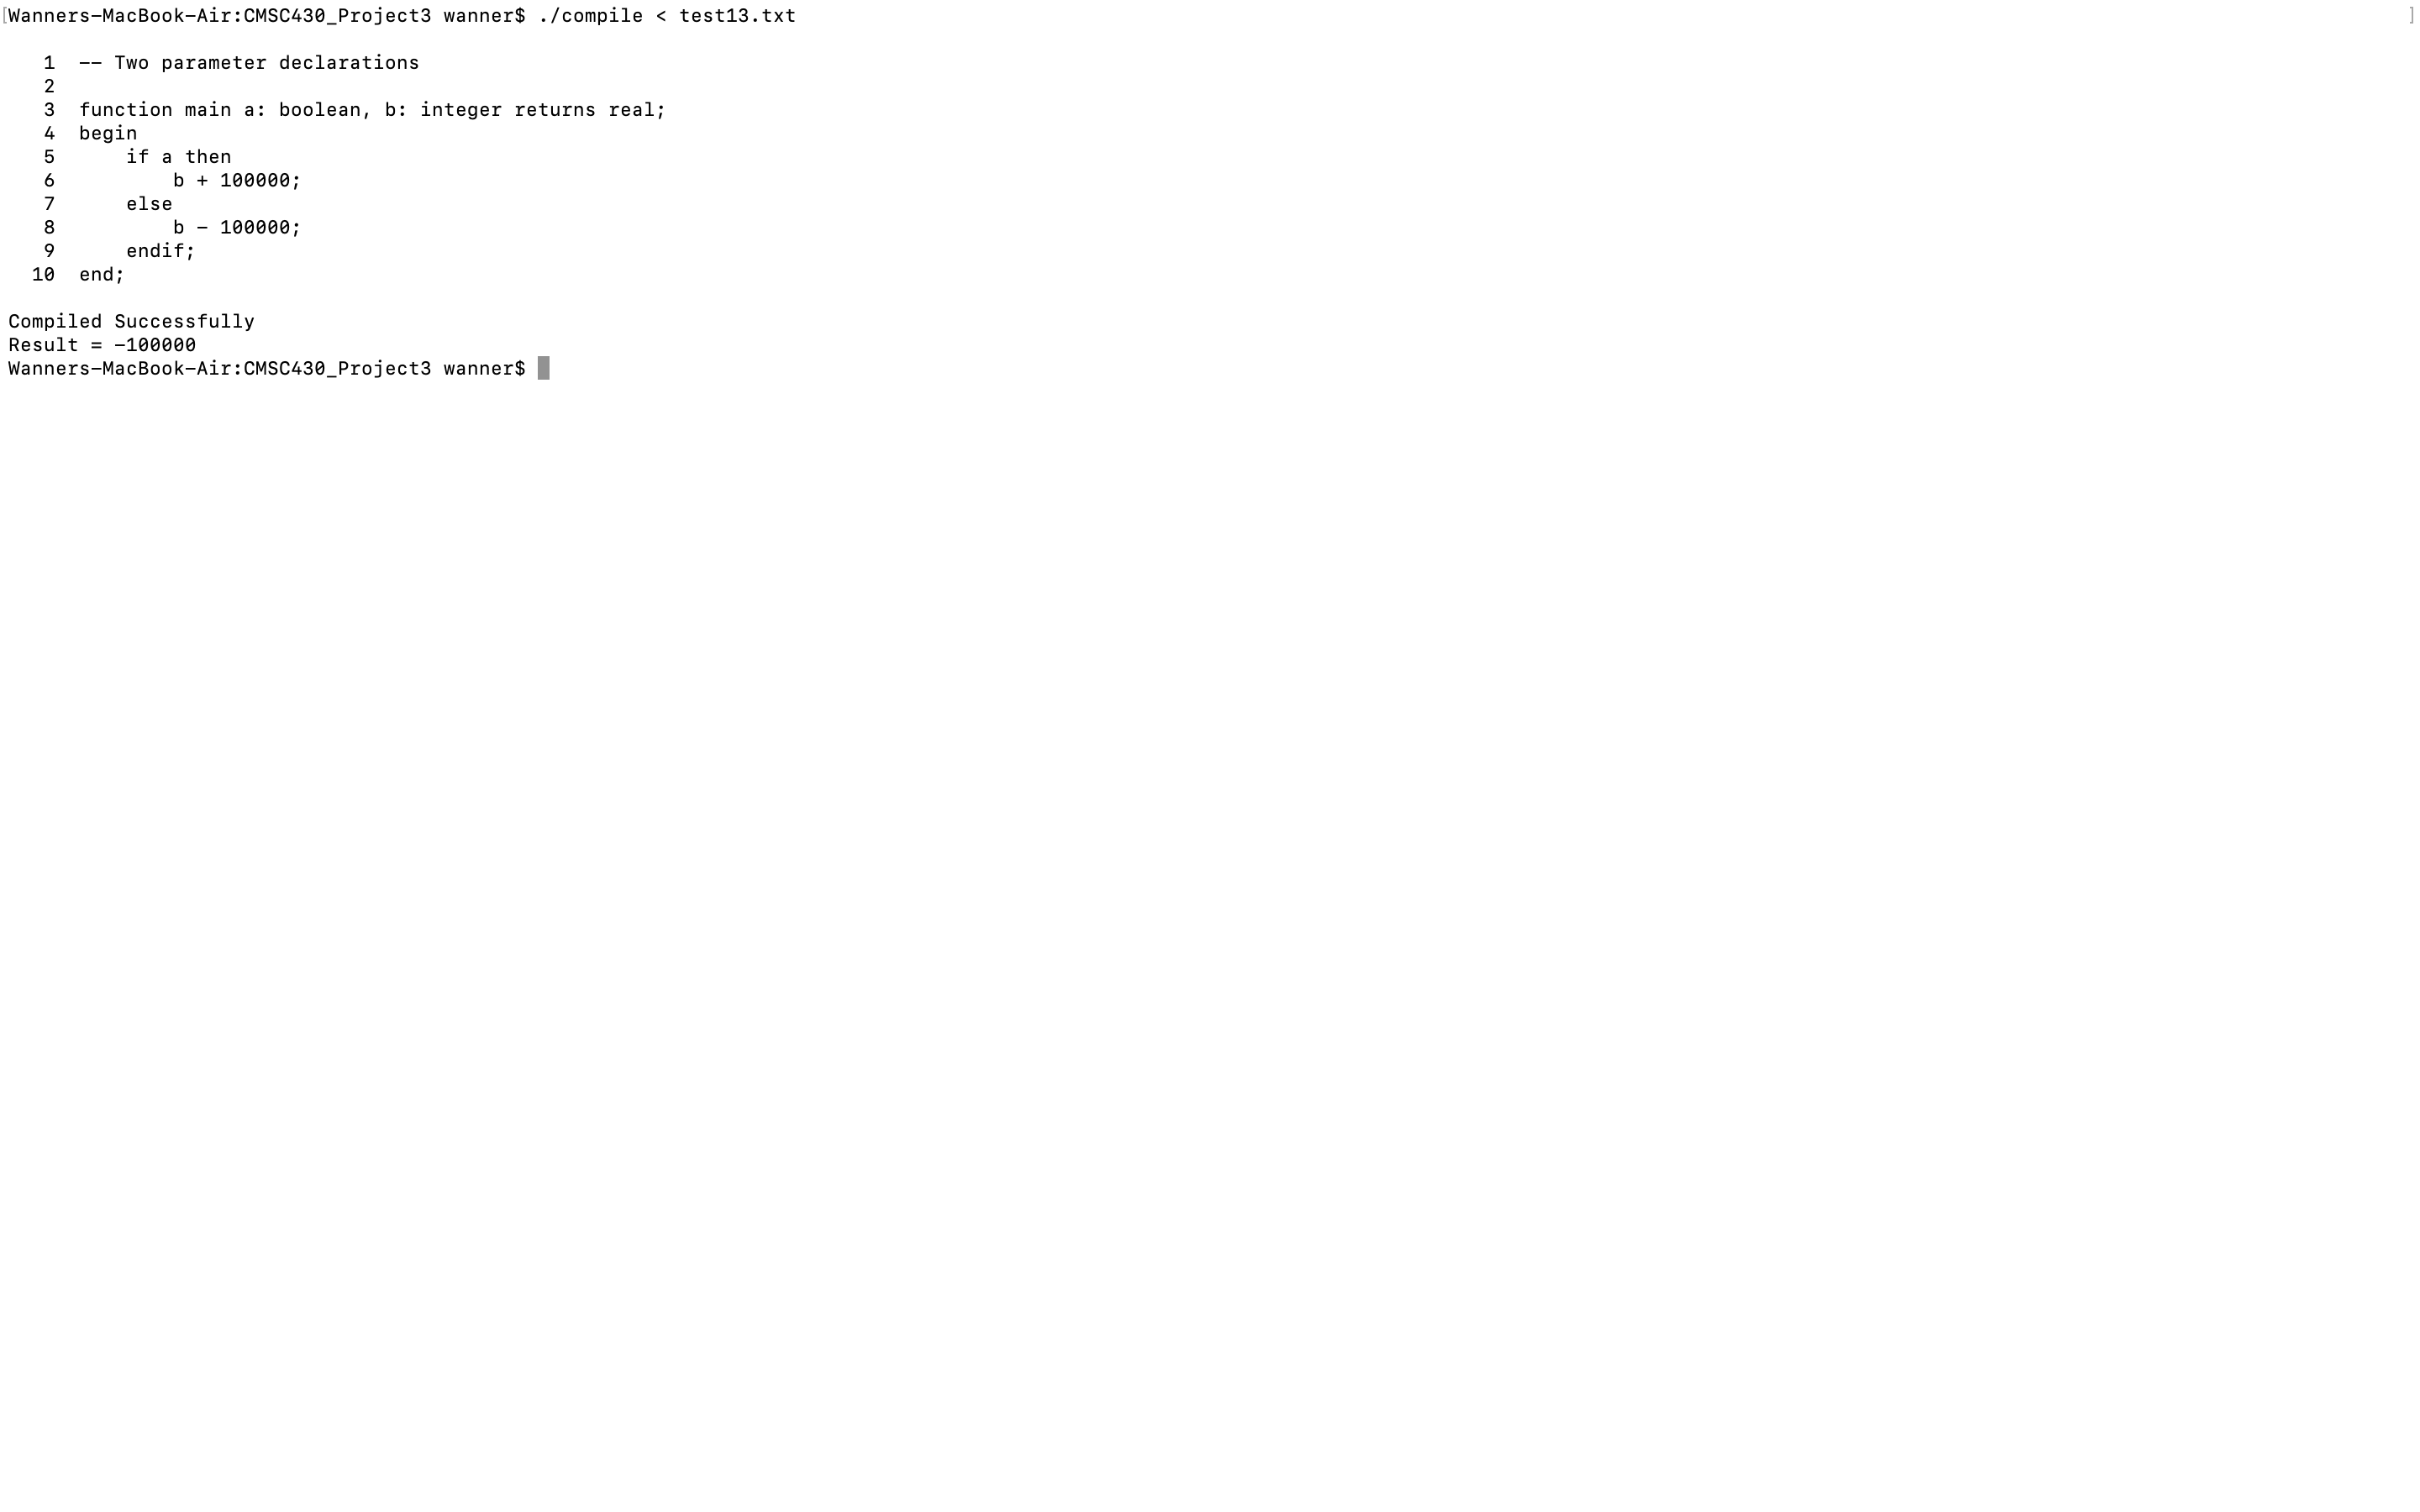 [Wanners-MacBook-Air:CMSC430_Project3 wanner$ ./compile < test13.txt ]
1 -- Two parameter declarations
2
3 function main a: boolean, b: integer returns real;
4 begin
5     if a then
6         b + 100000;
7     else
8         b - 100000;
9     endif;
10 end;
Compiled Successfully
Result = -100000
Wanners-MacBook-Air:CMSC430_Project3 wanner$